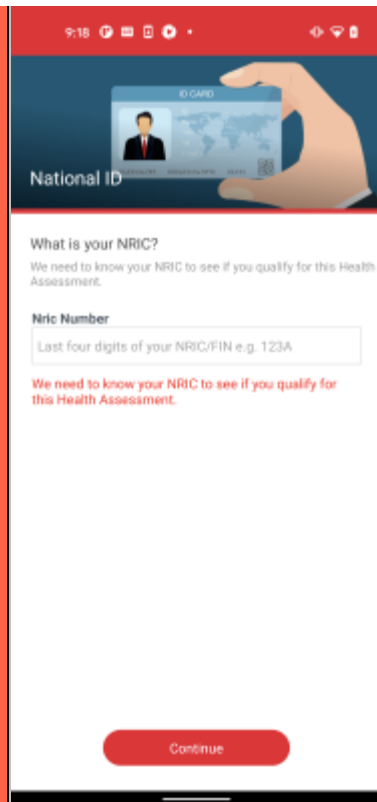 9:18
ID CARD
National ID
What is your NRIC?
We need to know your NRIC to see if you qualify for this Health
Assessment.
Nric Number
Last four digits of your NRIC/FIN e.g. 123A
We need to know your NRIC to see if you qualify for
this Health Assessment.
Continue